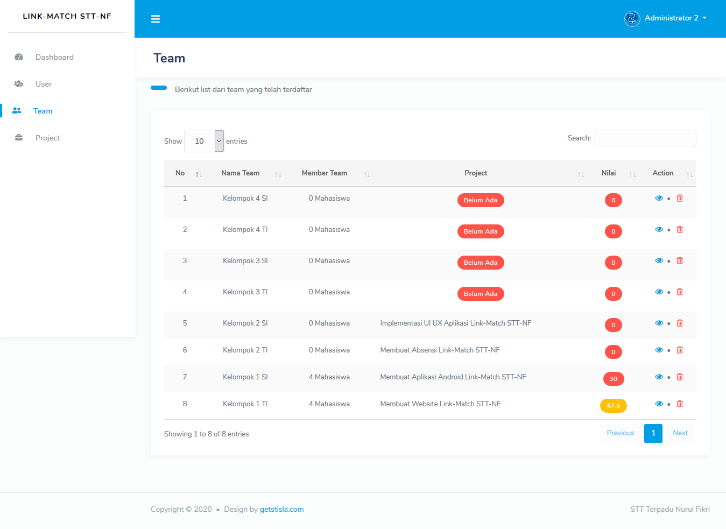 LINK-MATCH STT-NF
Administrator 2
Dashboard
User
Team
Project
Team
Berikut list dari team yang telah terdaftar
Show 10 entries
Search:
No Nama Team Member Team Project Nilai Action
1 Kelompok 4 SI 0 Mahasiswa Belum Ada 0
2 Kelompok 4 TI 0 Mahasiswa Belum Ada 0
3 Kelompok 3 SI 0 Mahasiswa Belum Ada 0
4 Kelompok 3 TI 0 Mahasiswa Belum Ada 0
5 Kelompok 2 SI 0 Mahasiswa Implementasi UI UX Aplikasi Link-Match STT-NF 0
6 Kelompok 2 TI 0 Mahasiswa Membuat Absensi Link-Match STT-NF 0
7 Kelompok 1 SI 4 Mahasiswa Membuat Aplikasi Android Link-Match STT-NF 30
8 Kelompok 1 TI 4 Mahasiswa Membuat Website Link-Match STT-NF 47.5
Showing 1 to 8 of 8 entries
Previous 1 Next
Copyright © 2020 • Design by getstisla.com
STT Terpadu Nurul Fikri